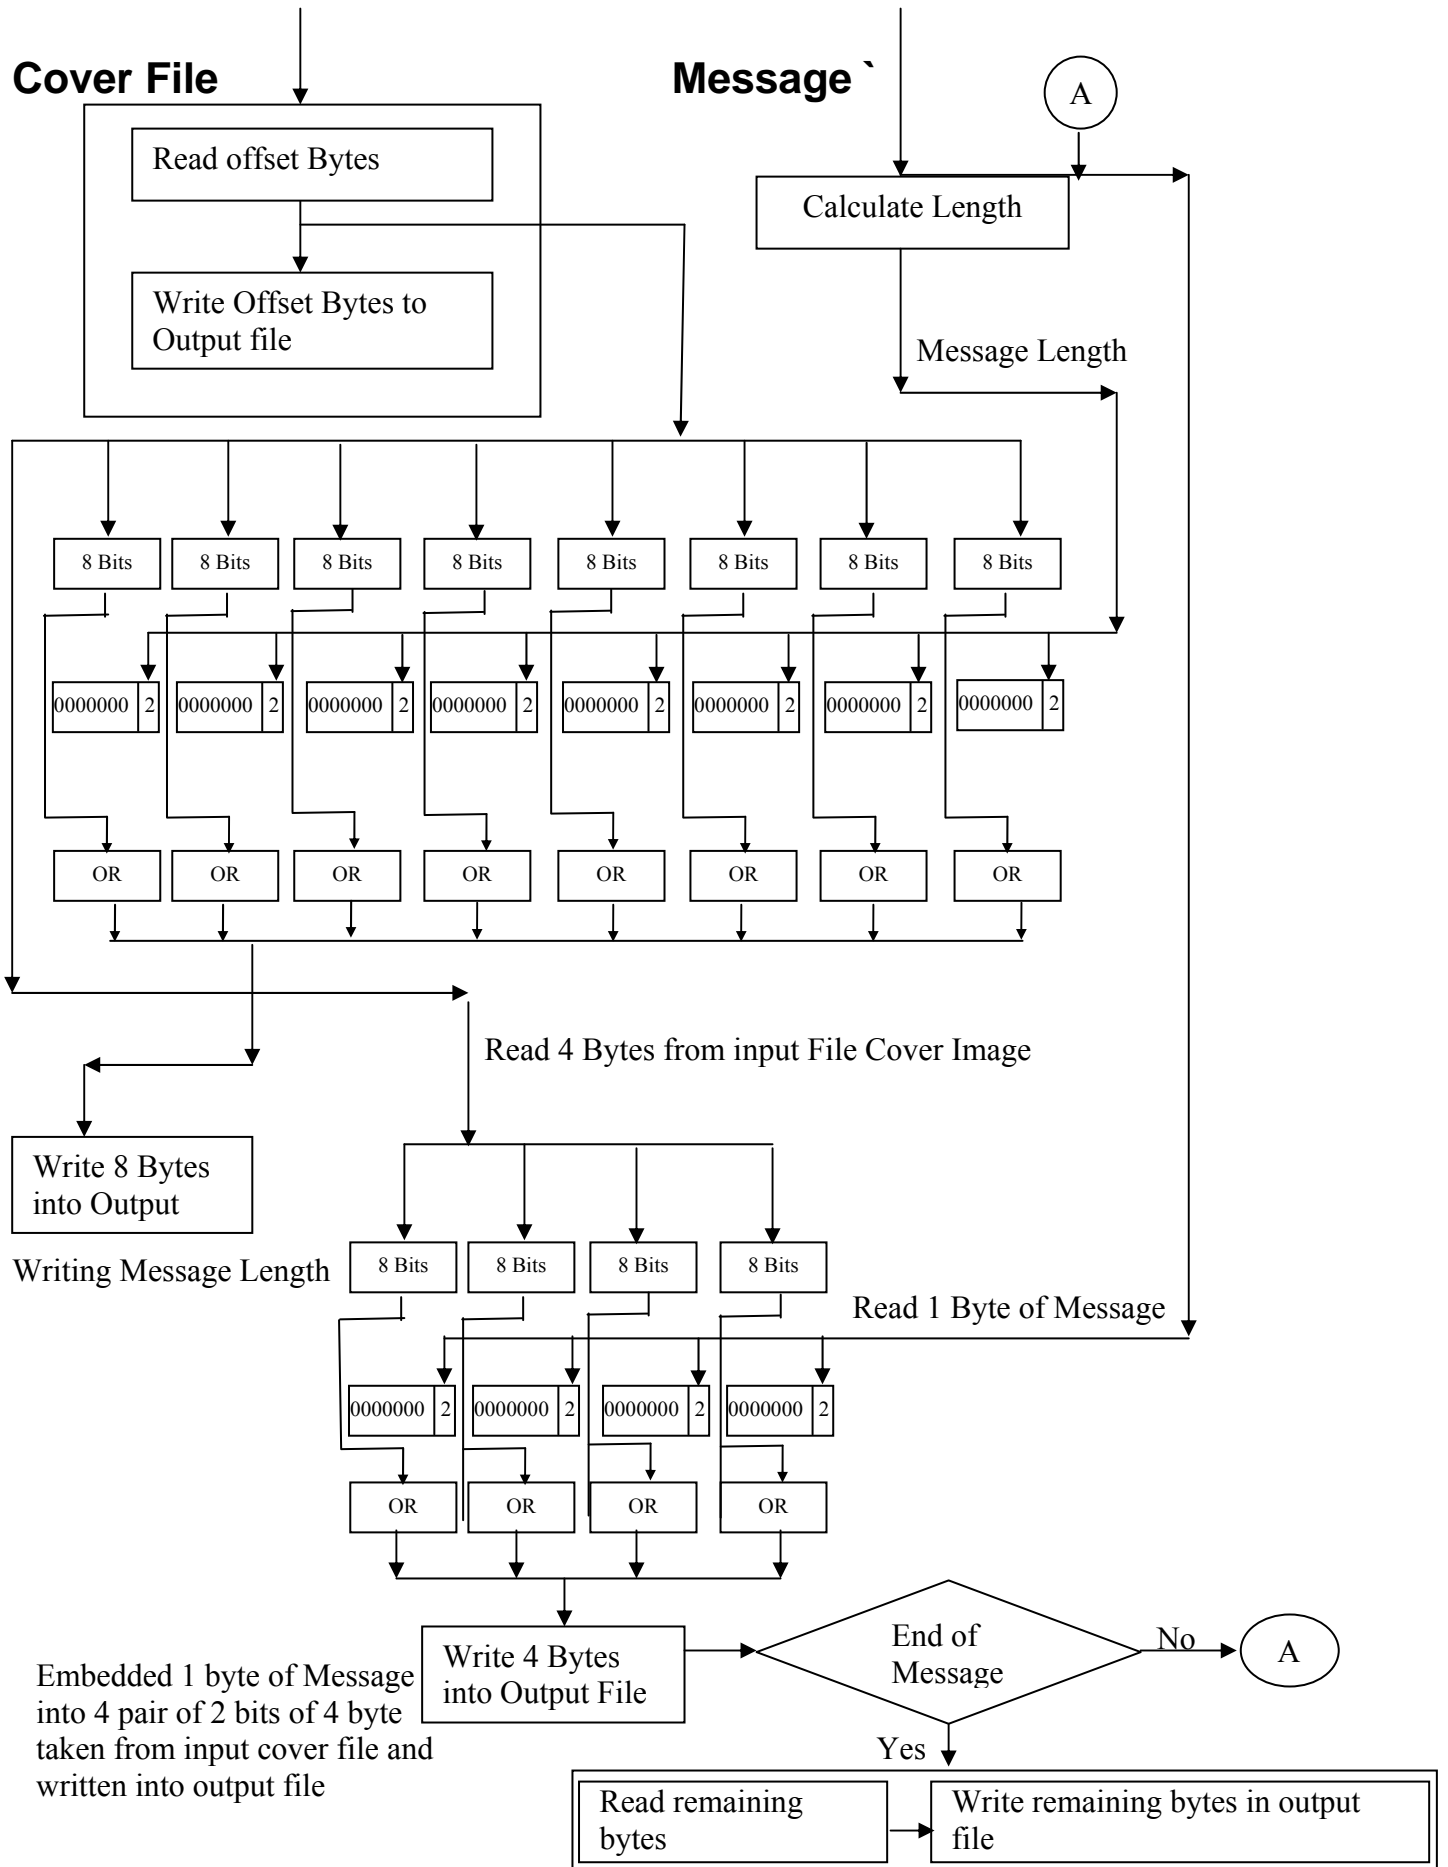 Cover File
Message `
A
Read offset Bytes
Calculate Length
Write Offset Bytes to
Output file
Message Length
8 Bits 8 Bits 8 Bits 8 Bits 8 Bits 8 Bits 8 Bits 8 Bits
0000000 2 0000000 2 0000000 2 0000000 2 0000000 2 0000000 2 0000000 2 0000000 2
OR OR OR OR OR OR OR OR
Read 4 Bytes from input File Cover Image
Write 8 Bytes
into Output
Writing Message Length
8 Bits 8 Bits 8 Bits 8 Bits
Read 1 Byte of Message
0000000 2 0000000 2 0000000 2 0000000 2
OR OR OR OR
Write 4 Bytes
into Output File
End of
Message
No
A
Embedded 1 byte of Message
into 4 pair of 2 bits of 4 byte
taken from input cover file and
written into output file
Yes
Read remaining
bytes
Write remaining bytes in output
file